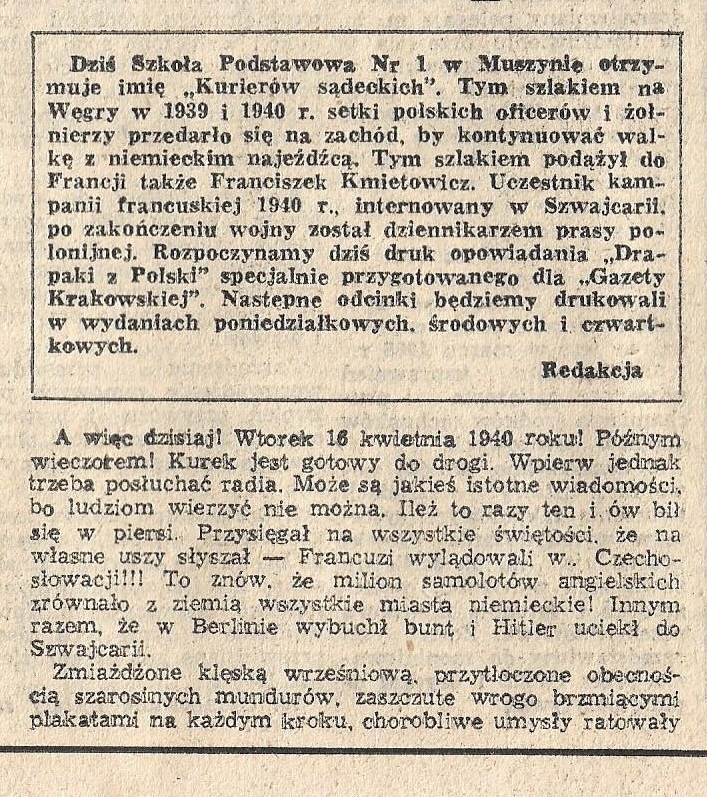 Dziś Szkoła Podstawowa Nr 1 w Muszynie otrzy-
muje imię „Kurierów sądeckich”. Tym szlakiem na
Węgry w 1939 i 1940 r. setki polskich oficerów i żoł-
nierzy przedarło się na zachód, by kontynuować wal-
kę z niemieckim najeźdźcą. Tym szlakiem podążył do
Francji także Franciszek Kmietowicz. Uczestnik kam-
panii francuskiej 1940 r., internowany w Szwajcarii,
po zakończeniu wojny został dziennikarzem prasy po-
lonijnej. Rozpoczynamy dziś druk opowiadania „Dra-
paki z Polski” specjalnie przygotowanego dla „Gazety
Krakowskiej”. Następne odcinki będziemy drukowali
w wydaniach poniedziałkowych, środowych i czwart-
kowych.
Redakcja
A więc dzisiaj! Wtorek 16 kwietnia 1940 roku! Późnym
wieczorem! Kurek jest gotowy do drogi. Wpierw jednak
trzeba posłuchać radia. Może są jakieś istotne wiadomości,
bo ludziom wierzyć nie można. Ileż to razy ten i ów bił
się w piersi. Przysięgał na wszystkie świętości, że na
własne uszy słyszał — Francuzi wylądowali w.. Czecho-
słowacji!!! To znów, że milion samolotów angielskich
zrównało z ziemią wszystkie miasta niemieckie! Innym
razem, że w Berlinie wybuchł bunt i Hitler uciekł do
Szwajcarii.
Zmiażdżone klęską wrześniową, przytłoczone obecnoś-
cią szarosinych mundurów, zaszczute wrogo brzmiącymi
plakatami na każdym kroku, chorobliwe umysły ratowały